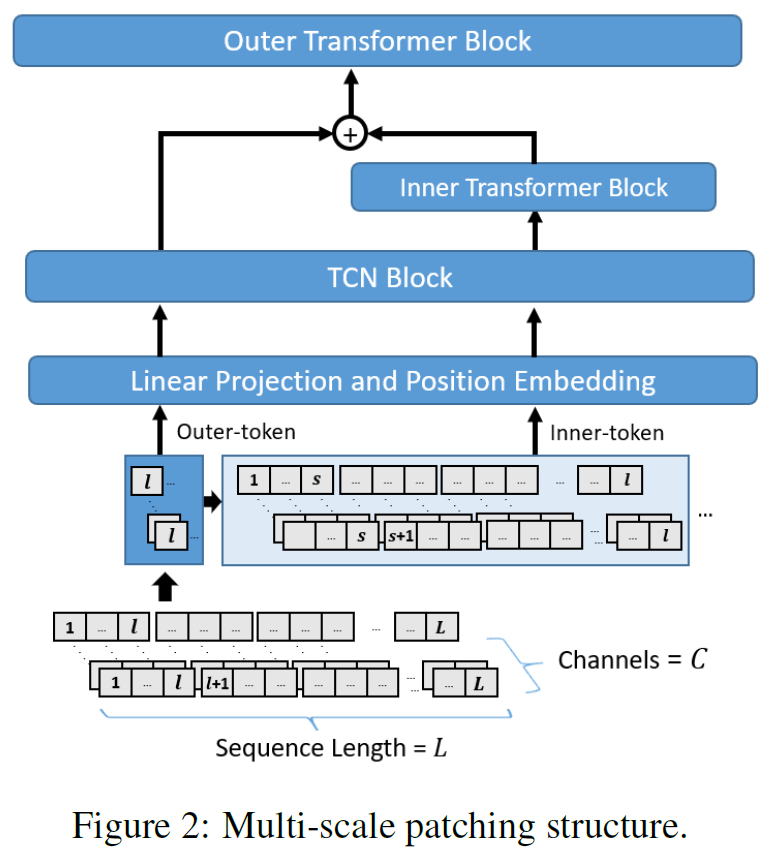 Outer Transformer Block
+
Inner Transformer Block
TCN Block
Linear Projection and Position Embedding
Outer-token
Inner-token
l ...
l ...
1 ... s ... ... ... ... ... ... ... ... l
... s s+1 ... ... ... ... ... ... ... l
...
1 ... l ... ... ... ... ... ... ... ... L
1 ... l l+1 ... ... ... ... ... ... ... L
Channels = C
Sequence Length = L
Figure 2: Multi-scale patching structure.